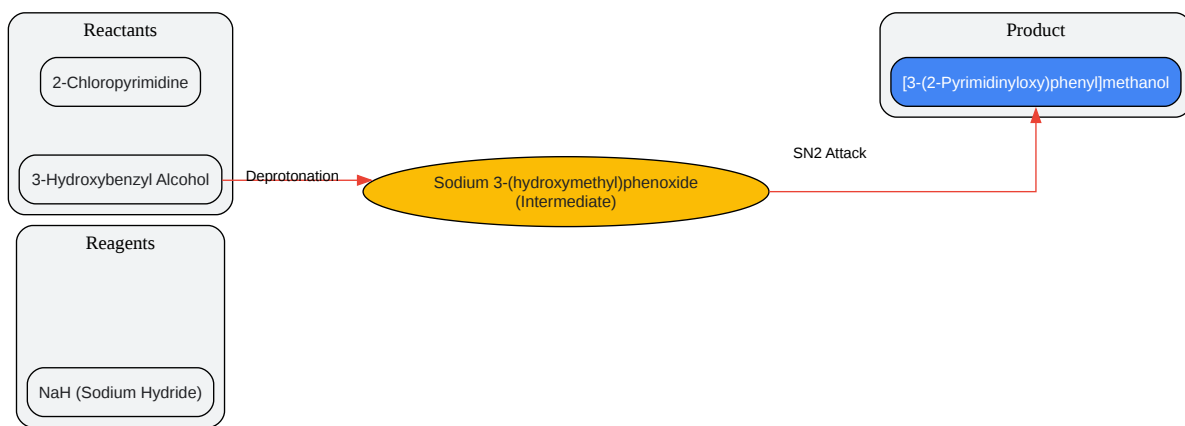 Reactants
2-Chloropyrimidine
3-Hydroxybenzyl Alcohol
Reagents
NaH (Sodium Hydride)
Deprotonation
Sodium 3-(hydroxymethyl)phenoxide
(Intermediate)
SN2 Attack
Product
[3-(2-Pyrimidinyloxy)phenyl]methanol